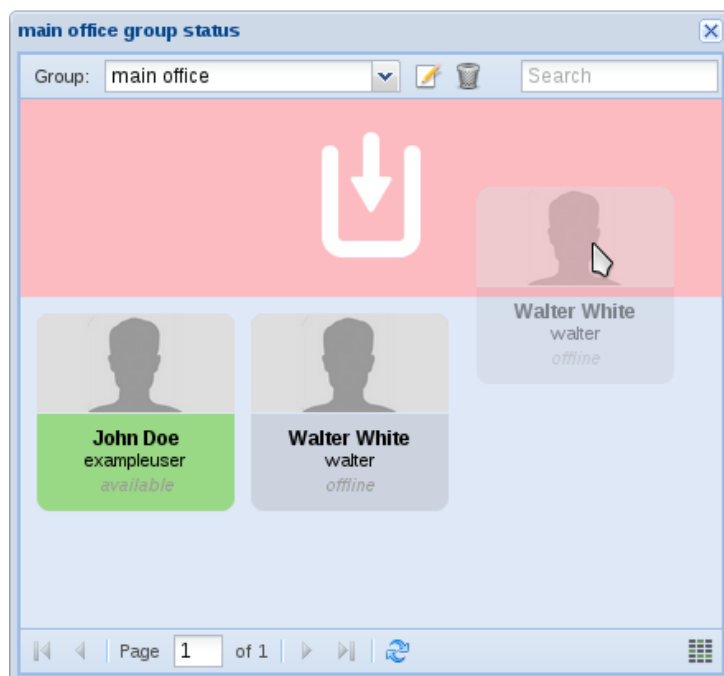 main office group status
Group: main office Search
Walter White
walter
offline
John Doe
exampleuser
available
Walter White
walter
offline
Page 1 of 1